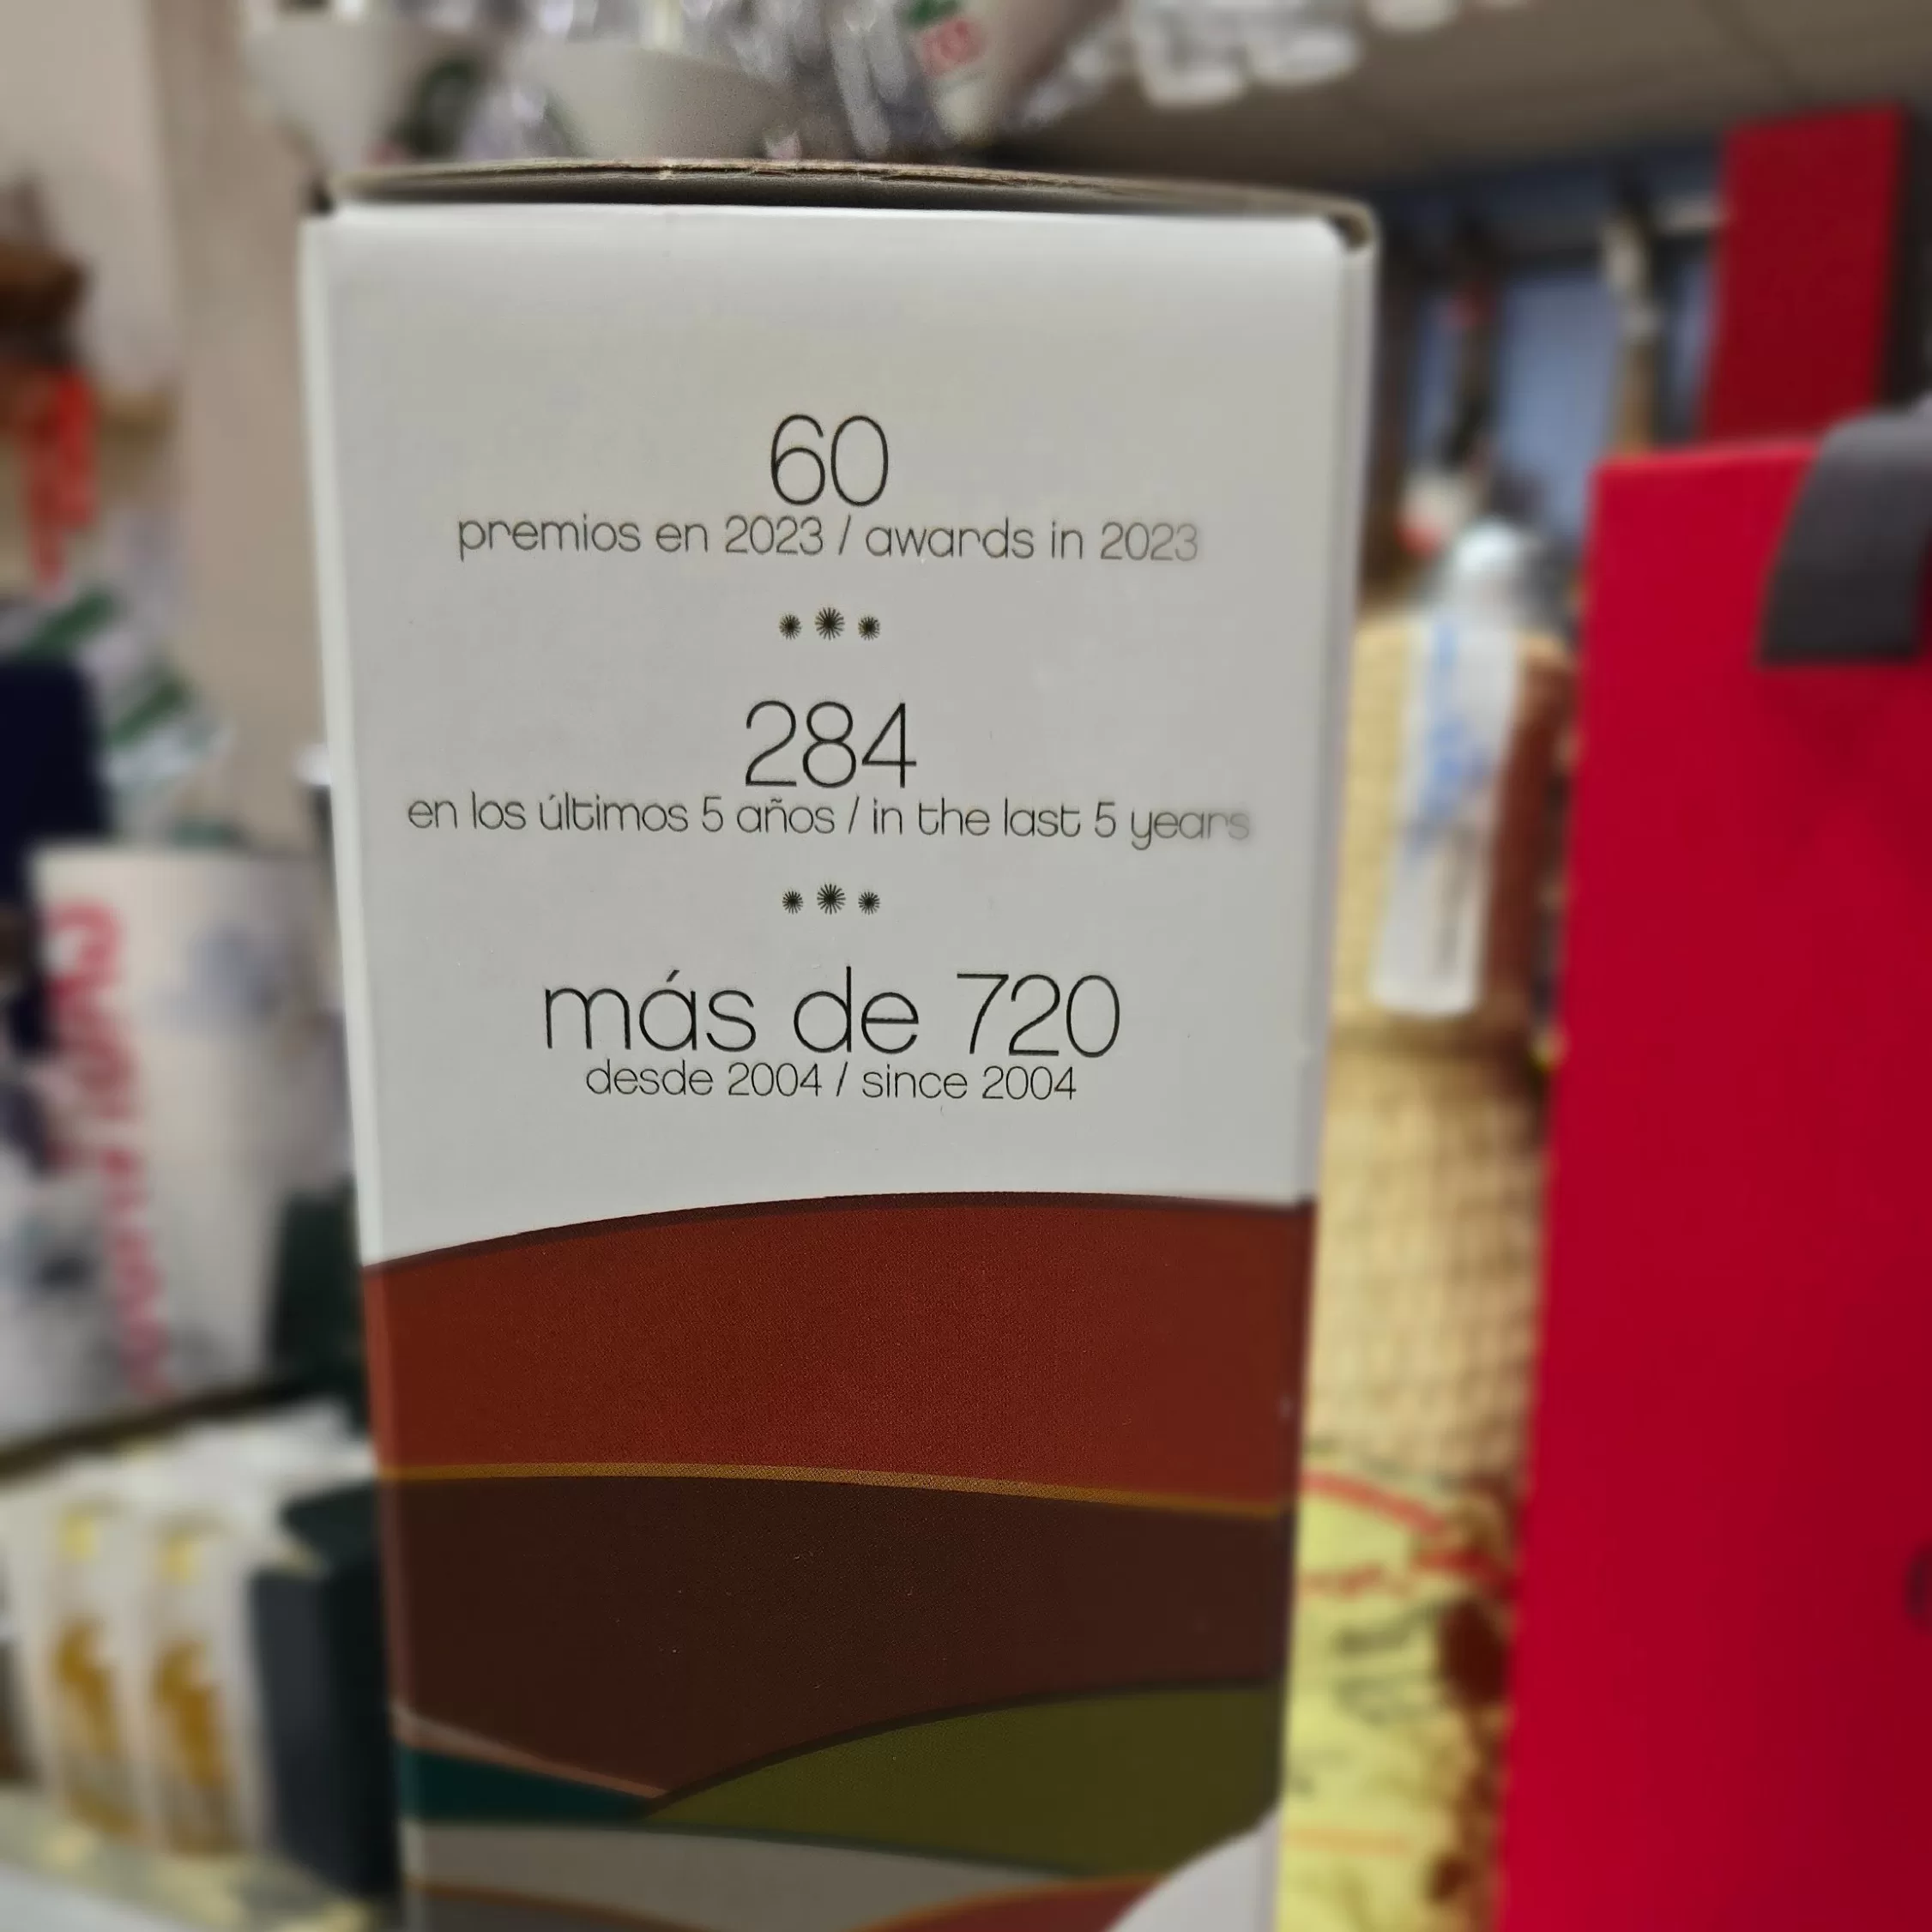 60
premios en 2023 / awards in 2023
284
en los últimos 5 años / in the last 5 years
más de 720
desde 2004 / since 2004